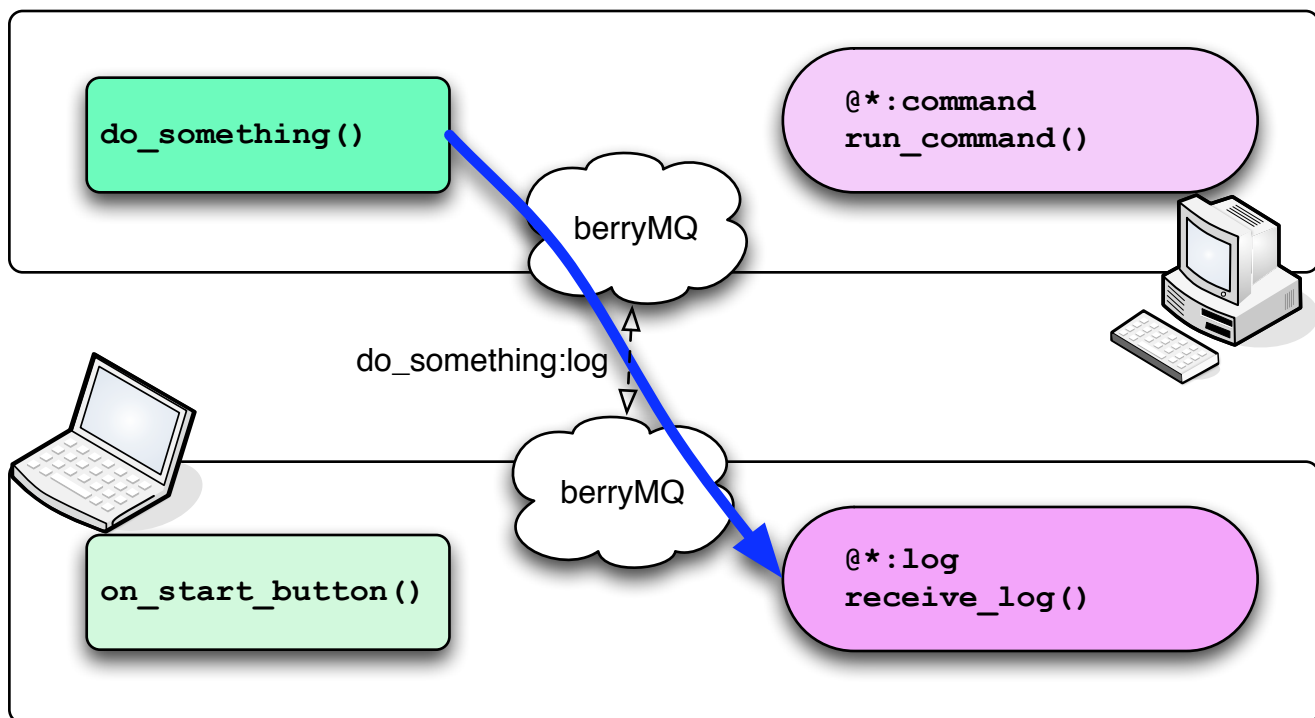 do_something()
@*:command
run_command()
berryMQ
do_something:log
berryMQ
on_start_button()
@*:log
receive_log()